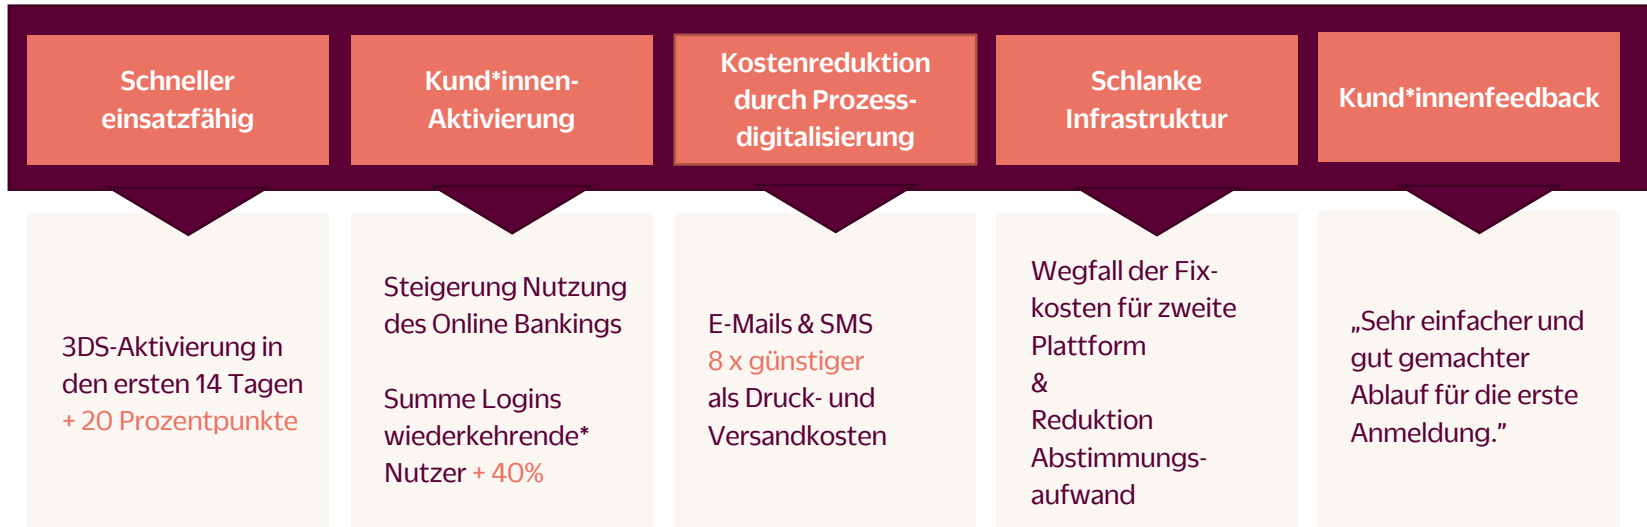 Schneller
einsatzfähig
Kund*innen-
Aktivierung
Kostenreduktion
durch Prozess-
digitalisierung
Schlanke
Infrastruktur
Kund*innenfeedback
3DS-Aktivierung in
den ersten 14 Tagen
+ 20 Prozentpunkte
Steigerung Nutzung
des Online Bankings
Summe Logins
wiederkehrende*
Nutzer + 40%
E-Mails & SMS
8 x günstiger
als Druck- und
Versandkosten
Wegfall der Fix-
kosten für zweite
Plattform
&
Reduktion
Abstimmungs-
aufwand
„Sehr einfacher und
gut gemachter
Ablauf für die erste
Anmeldung.”